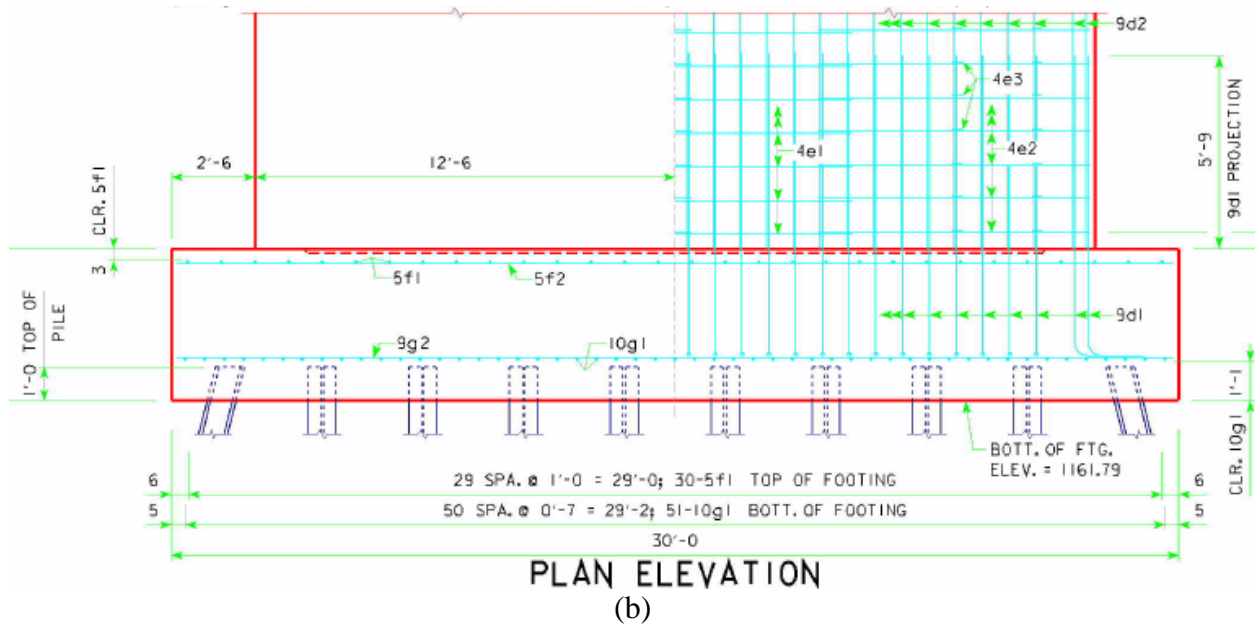 9d2
4e3
2'-6
12'-6
4e1
4e2
5'-9
9d1 PROJECTION
CLR. 5f1
3
5f1
5f2
9d1
1'-0 TOP OF
PILE
9g2
10g1
1'-1
CLR. 10g1
BOTT. OF FTG.
ELEV. = 1161.79
6
29 SPA. @ 1'-0 = 29'-0; 30-5f1 TOP OF FOOTING
6
5
50 SPA. @ 0'-7 = 29'-2; 51-10g1 BOTT. OF FOOTING
5
30'-0
PLAN ELEVATION
(b)